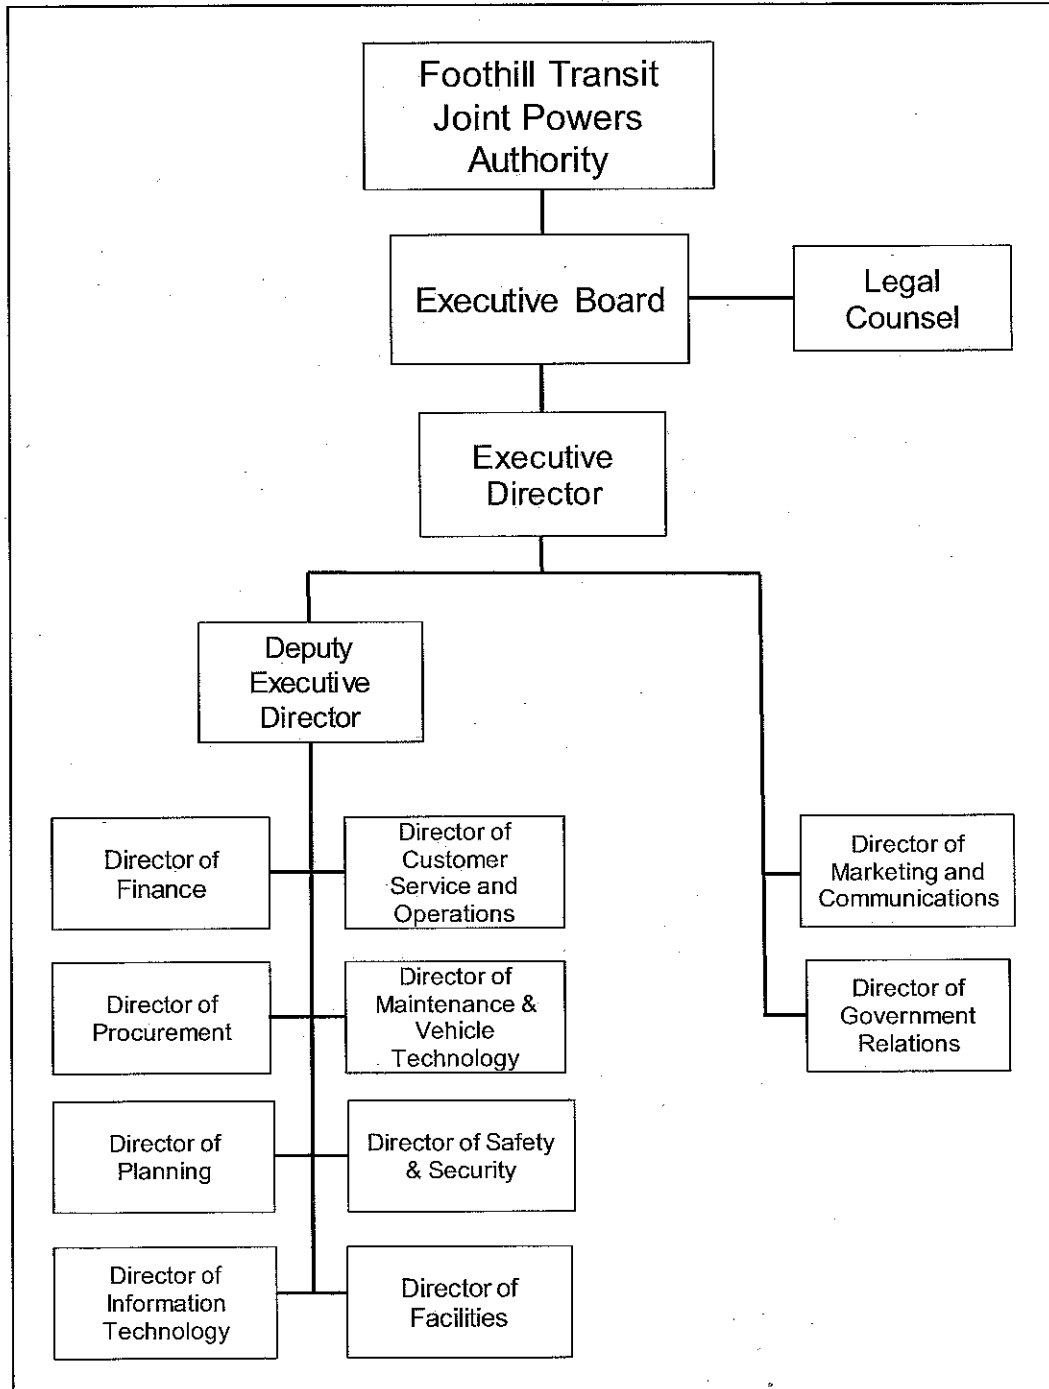 Foothill Transit
Joint Powers
Authority
Executive Board
Legal
Counsel
Executive
Director
Deputy
Executive
Director
Director of
Finance
Director of
Customer
Service and
Operations
Director of
Marketing and
Communications
Director of
Procurement
Director of
Maintenance &
Vehicle
Technology
Director of
Government
Relations
Director of
Planning
Director of Safety
& Security
Director of
Information
Technology
Director of
Facilities